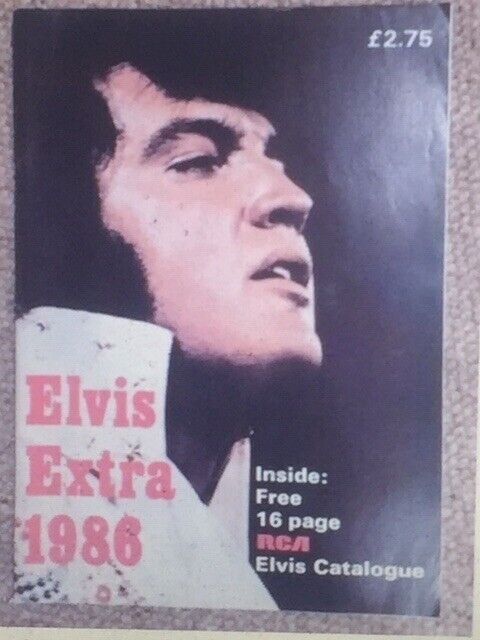 £2.75
Elvis
Extra
1986
Inside:
Free
16 page
RCA
Elvis Catalogue